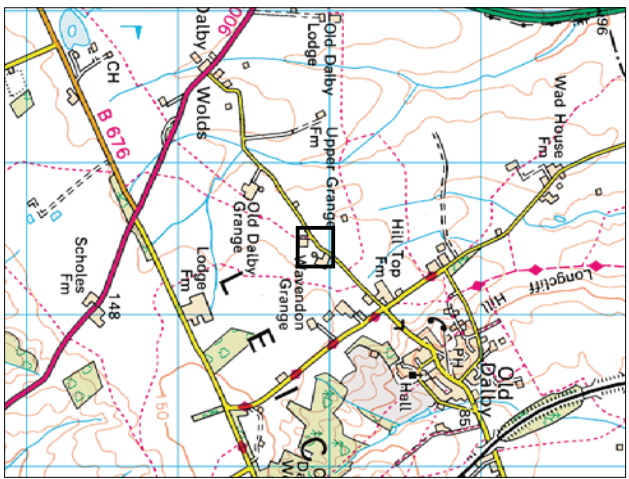 Dalby
Wolds
CH
B 676
900
Old Dalby
Lodge
96
Wad House
Fm
Upper Grange
Fm
Old Dalby
Grange
Scholes
Fm
148
Lodge
Fm
Wavendon
Grange
Hill Top
Fm
Longcliff
Hill
PH
Old
Dalby
Hall
85
150
L
E
I
C